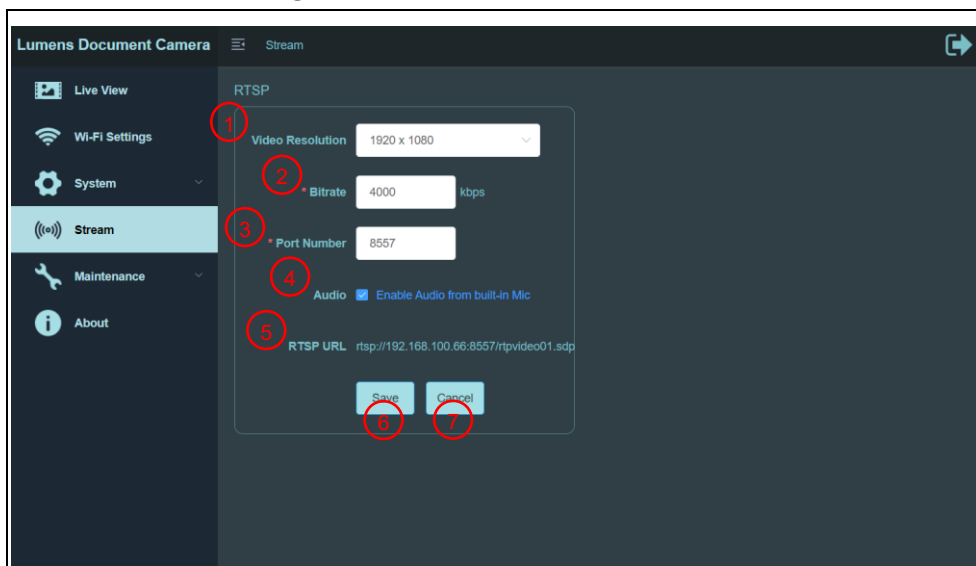 Lumens Document Camera
Stream
Live View
Wi-Fi Settings
System
Stream
Maintenance
About
RTSP
1
Video Resolution 1920 x 1080
2
* Bitrate 4000 kbps
3
* Port Number 8557
4
Audio Enable Audio from built-in Mic
5
RTSP URL rtsp://192.168.100.66:8557/rtpvideo01.sdp
Save Cancel
6 7